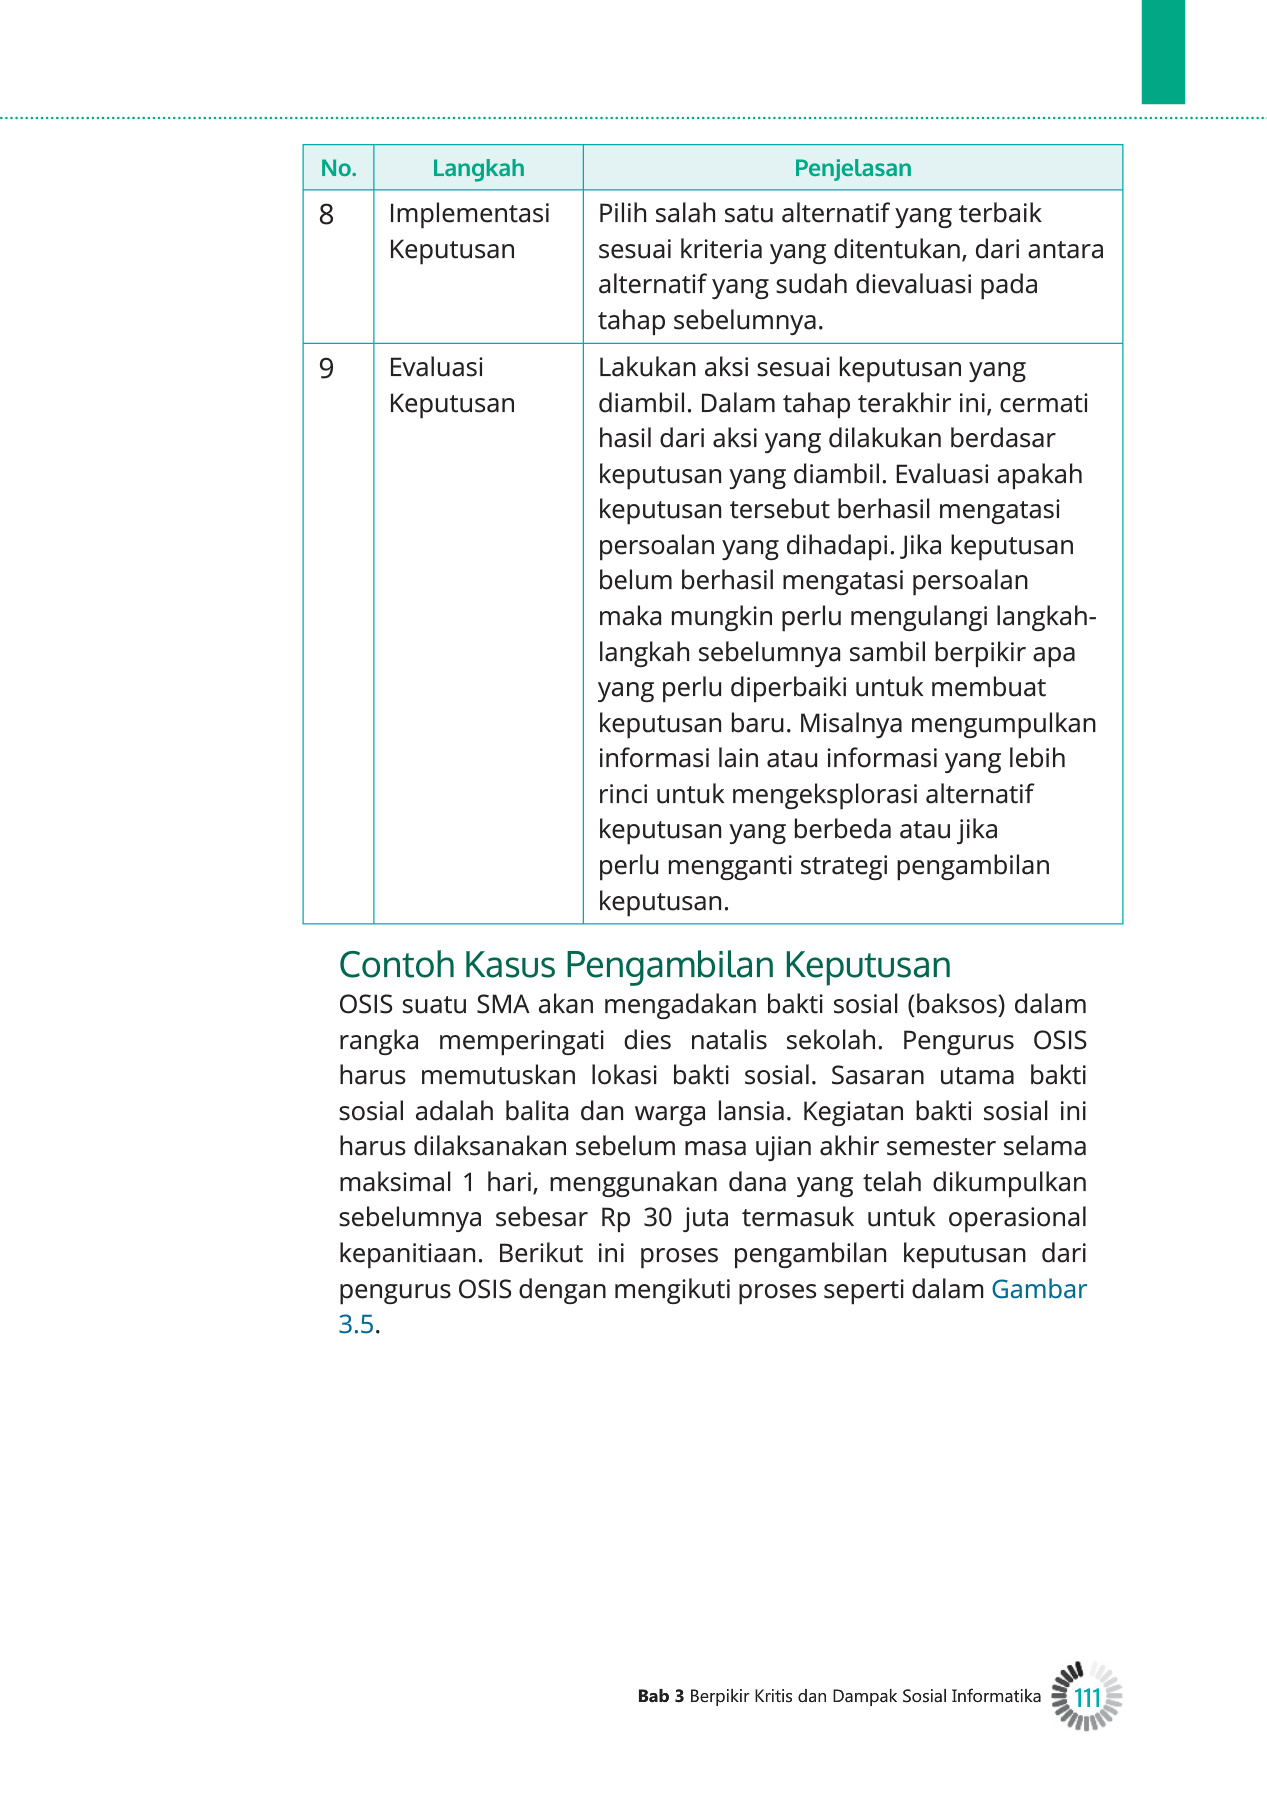 No. Langkah Penjelasan
8 Implementasi Pilih salah satu alternatif yang terbaik
Keputusan sesuai kriteria yang ditentukan, dari antara
alternatif yang sudah dievaluasi pada
tahap sebelumnya.
9 Evaluasi Lakukan aksi sesuai keputusan yang
Keputusan diambil. Dalam tahap terakhir ini, cermati
hasil dari aksi yang dilakukan berdasar
keputusan yang diambil. Evaluasi apakah
keputusan tersebut berhasil mengatasi
persoalan yang dihadapi. Jika keputusan
belum berhasil mengatasi persoalan
maka mungkin perlu mengulangi langkah-
langkah sebelumnya sambil berpikir apa
yang perlu diperbaiki untuk membuat
keputusan baru. Misalnya mengumpulkan
informasi lain atau informasi yang lebih
rinci untuk mengeksplorasi alternatif
keputusan yang berbeda atau jika
perlu mengganti strategi pengambilan
keputusan.
Contoh Kasus Pengambilan Keputusan
OSIS suatu SMA akan mengadakan bakti sosial (baksos) dalam
rangka memperingati dies natalis sekolah. Pengurus OSIS
harus memutuskan lokasi bakti sosial. Sasaran utama bakti
sosial adalah balita dan warga lansia. Kegiatan bakti sosial ini
harus dilaksanakan sebelum masa ujian akhir semester selama
maksimal 1 hari, menggunakan dana yang telah dikumpulkan
sebelumnya sebesar Rp 30 juta termasuk untuk operasional
kepanitiaan. Berikut ini proses pengambilan keputusan dari
pengurus OSIS dengan mengikuti proses seperti dalam Gambar
3.5.
Bab 3 Berpikir Kritis dan Dampak Sosial Informatika 111